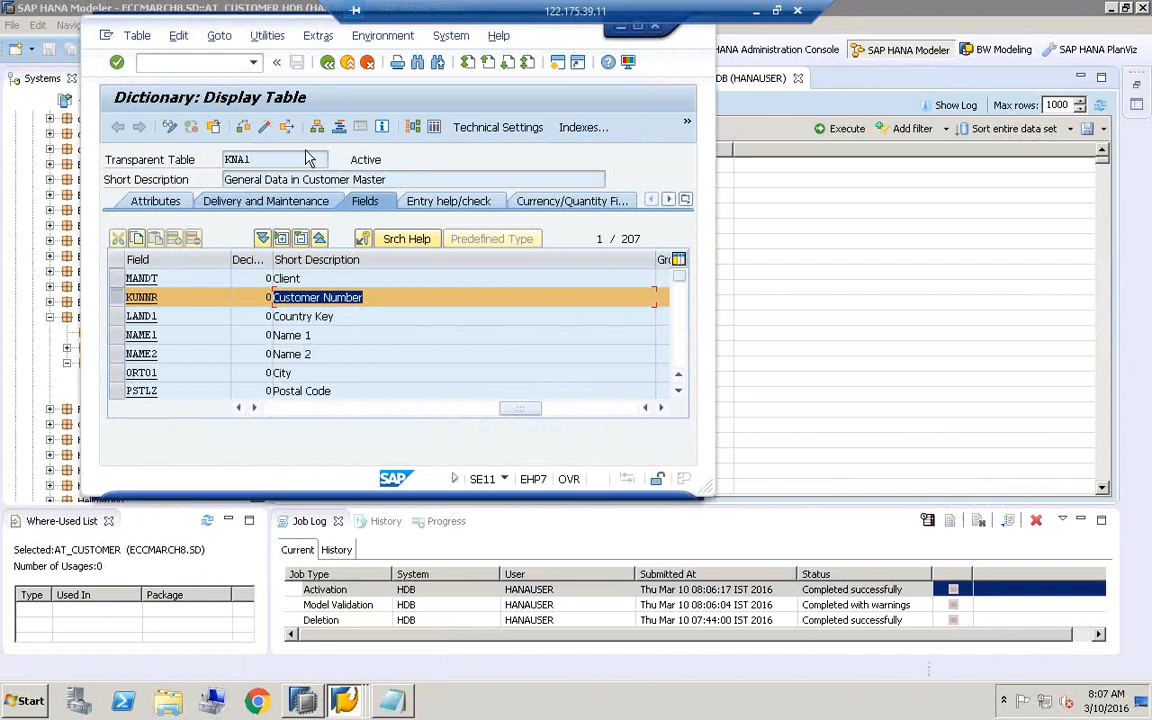 SAP HANA Modeler - ECCMARCH8.SD::AT_CUSTOMER HDB (HAN
122.175.39.11
File Edit
Table Edit Goto Utilities Extras Environment System Help
HANA Administration Console SAP HANA Modeler BW Modeling SAP HANA PlanViz
Systems
DB (HANAUSER)
Dictionary: Display Table
Show Log Max rows: 1000
Technical Settings Indexes...
Execute Add filter Sort entire data set
Transparent Table KNA1 Active
Short Description General Data in Customer Master
Attributes Delivery and Maintenance Fields Entry help/check Currency/Quantity Fi...
Srch Help Predefined Type 1 / 207
Field Deci... Short Description Grc
MANDT 0 Client
KUNNR 0 Customer Number
LAND1 0 Country Key
NAME1 0 Name 1
NAME2 0 Name 2
ORT01 0 City
PSTLZ 0 Postal Code
SAP SE11 EHP7 OVR
Where-Used List
Job Log History Progress
Selected:AT_CUSTOMER (ECCMARCH8.SD)
Number of Usages:0
Current History
Type Used In Package
Job Type System User Submitted At Status
Activation HDB HANAUSER Thu Mar 10 08:06:17 IST 2016 Completed successfully
Model Validation HDB HANAUSER Thu Mar 10 08:06:04 IST 2016 Completed with warnings
Deletion HDB HANAUSER Thu Mar 10 07:44:00 IST 2016 Completed successfully
Start
8:07 AM
3/10/2016